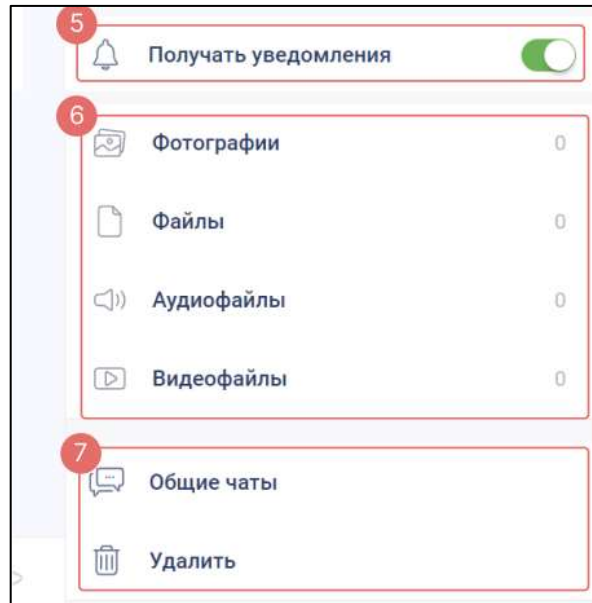 5
Получать уведомления
6
Фотографии 0
Файлы 0
Аудиофайлы 0
Видеофайлы 0
7
Общие чаты
Удалить